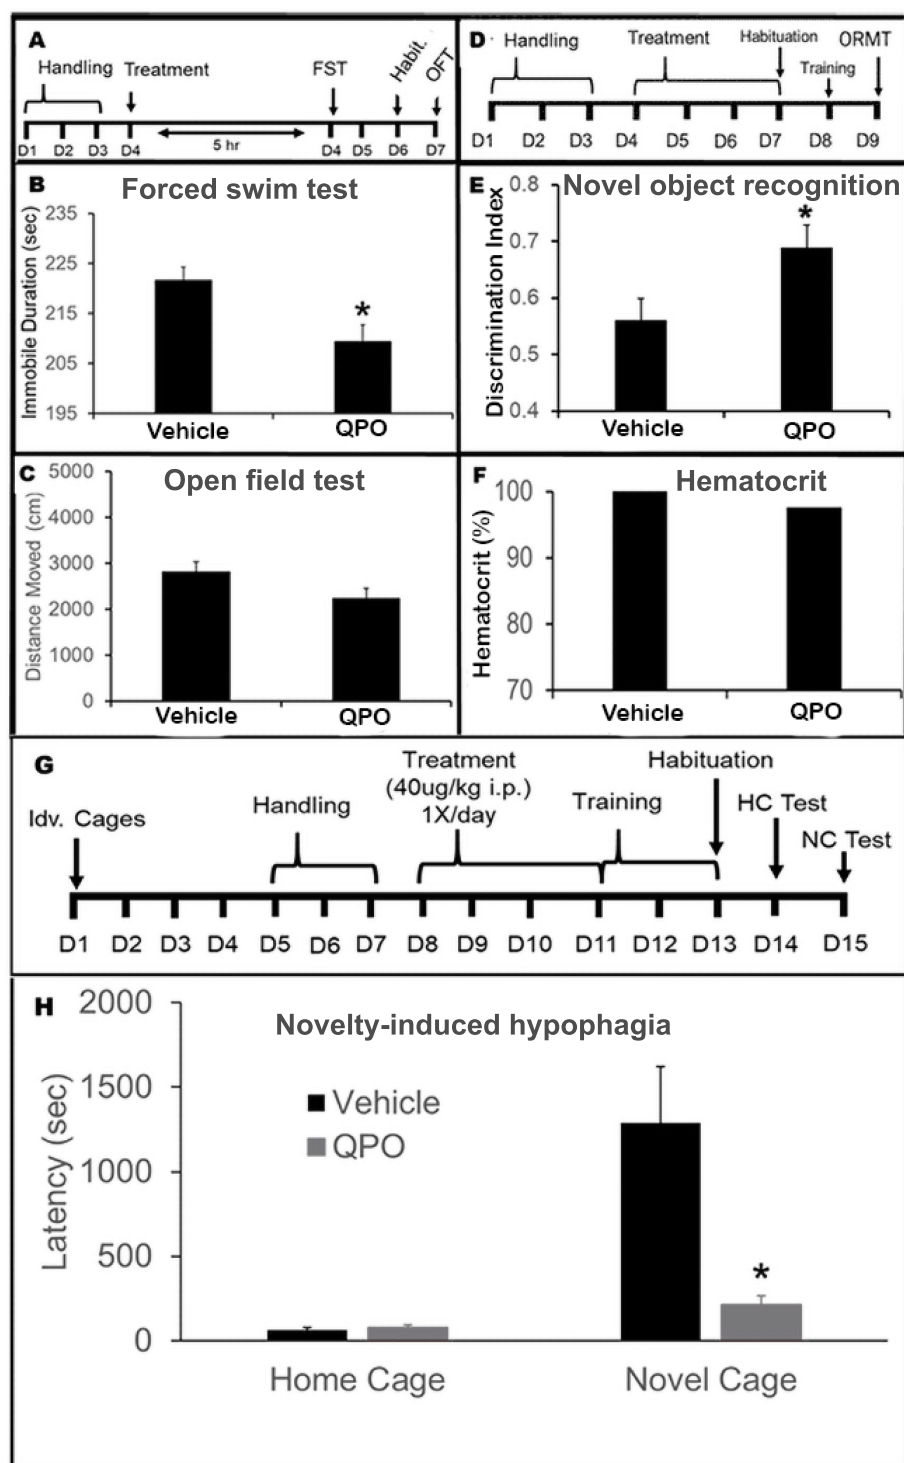 A
Handling
Treatment
FST
Habit.
OFT
5 hr
D1 D2 D3 D4 D4 D5 D6 D7
D
Handling
Treatment
Habituation
ORMT
Training
D1 D2 D3 D4 D5 D6 D7 D8 D9
B
Forced swim test
Immobile Duration (sec)
235
225
215
205
195
*
Vehicle QPO
E
Novel object recognition
Discrimination Index
0.8
0.7
0.6
0.5
0.4
*
Vehicle QPO
C
Open field test
Distance Moved (cm)
5000
4000
3000
2000
1000
0
Vehicle QPO
F
Hematocrit
Hematocrit (%)
100
90
80
70
Vehicle QPO
G
Idv. Cages
Handling
Treatment
(40ug/kg i.p.)
1X/day
Training
Habituation
HC Test
NC Test
D1 D2 D3 D4 D5 D6 D7 D8 D9 D10 D11 D12 D13 D14 D15
H
Novelty-induced hypophagia
Latency (sec)
2000
1500
1000
500
0
Vehicle
QPO
*
Home Cage Novel Cage